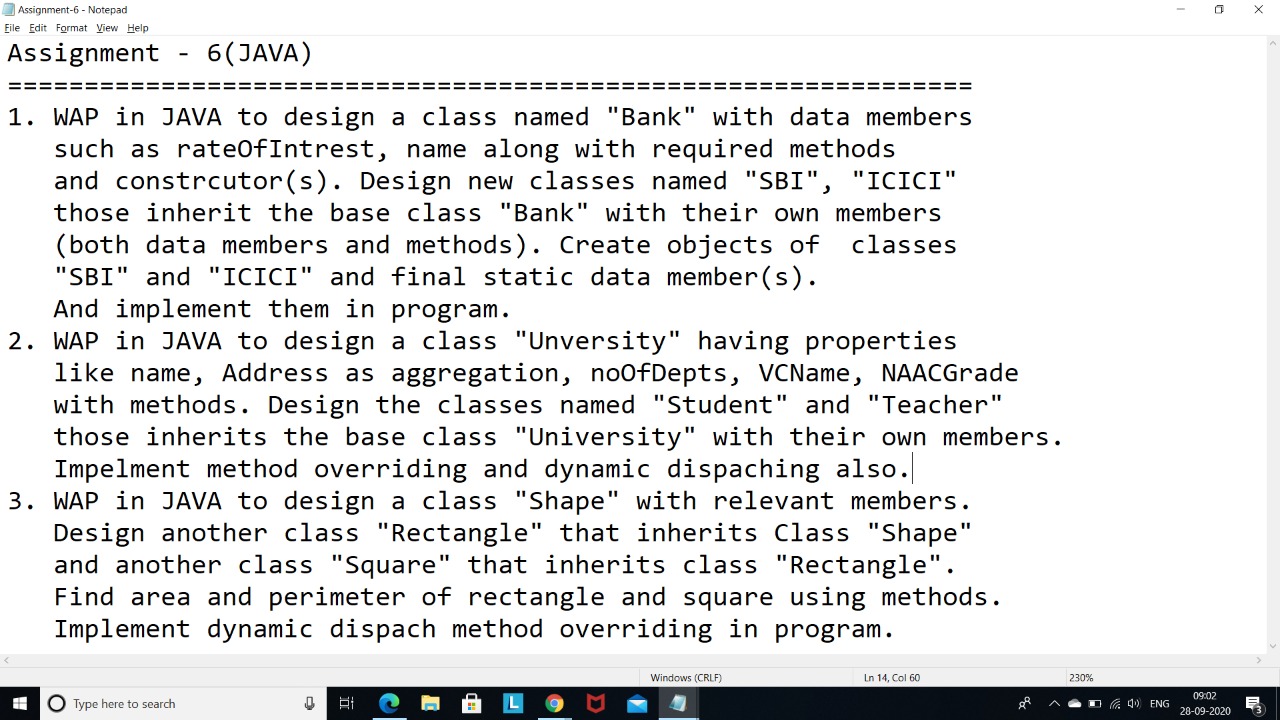 Assignment-6 - Notepad
File Edit Format View Help
Assignment - 6(JAVA)
===============================================================
1. WAP in JAVA to design a class named "Bank" with data members
such as rateOfIntrest, name along with required methods
and constrcutor(s). Design new classes named "SBI", "ICICI"
those inherit the base class "Bank" with their own members
(both data members and methods). Create objects of  classes
"SBI" and "ICICI" and final static data member(s).
And implement them in program.
2. WAP in JAVA to design a class "Unversity" having properties
like name, Address as aggregation, noOfDepts, VCName, NAACGrade
with methods. Design the classes named "Student" and "Teacher"
those inherits the base class "University" with their own members.
Impelment method overriding and dynamic dispaching also.
3. WAP in JAVA to design a class "Shape" with relevant members.
Design another class "Rectangle" that inherits Class "Shape"
and another class "Square" that inherits class "Rectangle".
Find area and perimeter of rectangle and square using methods.
Implement dynamic dispach method overriding in program.
Windows (CRLF) Ln 14, Col 60 230%
Type here to search L ENG 09:02
28-09-2020 3